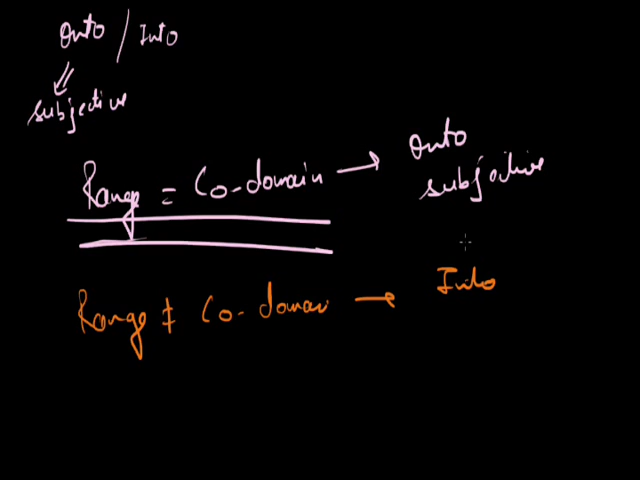 Onto / Into
subjective
Range = Co-domain → Onto
subjective
Range ≠ Co-domain → Into